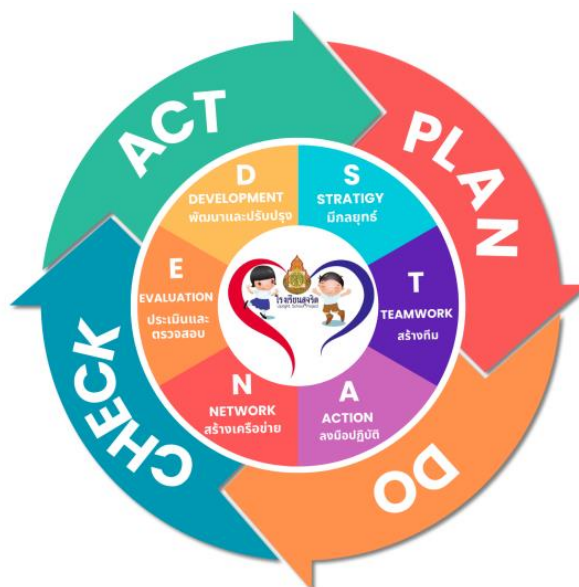 ACT
PLAN
DO
CHECK
S
STRATIGY
มีกลยุทธ์
T
TEAMWORK
สร้างทีม
A
ACTION
ลงมือปฏิบัติ
N
NETWORK
สร้างเครือข่าย
E
EVALUATION
ประเมินและ
ตรวจสอบ
D
DEVELOPMENT
พัฒนาและปรับปรุง
โรงเรียนสุจริต
Upright School Project